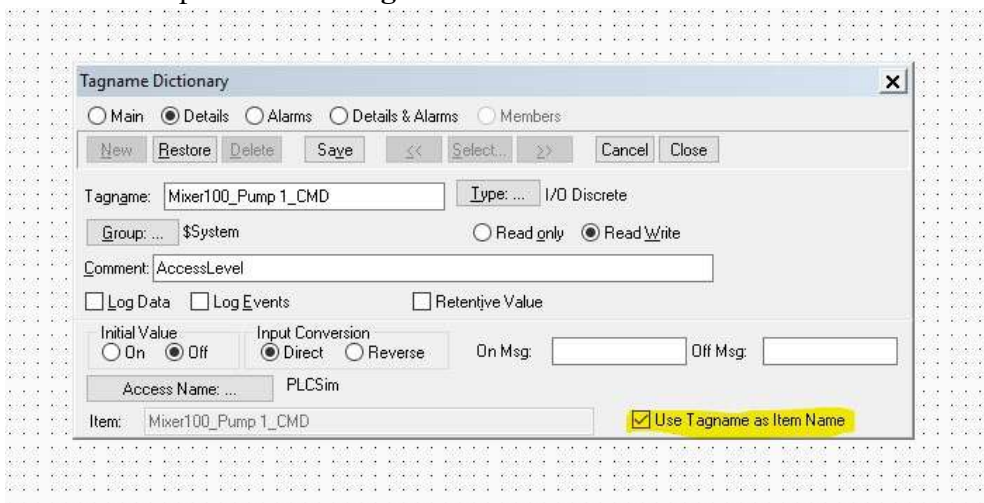 Tagname Dictionary
Main Details Alarms Details & Alarms Members
New Restore Delete Save << Select... >> Cancel Close
Tagname: Mixer100_Pump 1_CMD Type: ... I/O Discrete
Group: ... $System Read only Read Write
Comment: AccessLevel
Log Data Log Events Retentive Value
Initial Value Input Conversion
On Off Direct Reverse On Msg: Off Msg:
Access Name: ... PLCSim
Item: Mixer100_Pump 1_CMD Use Tagname as Item Name